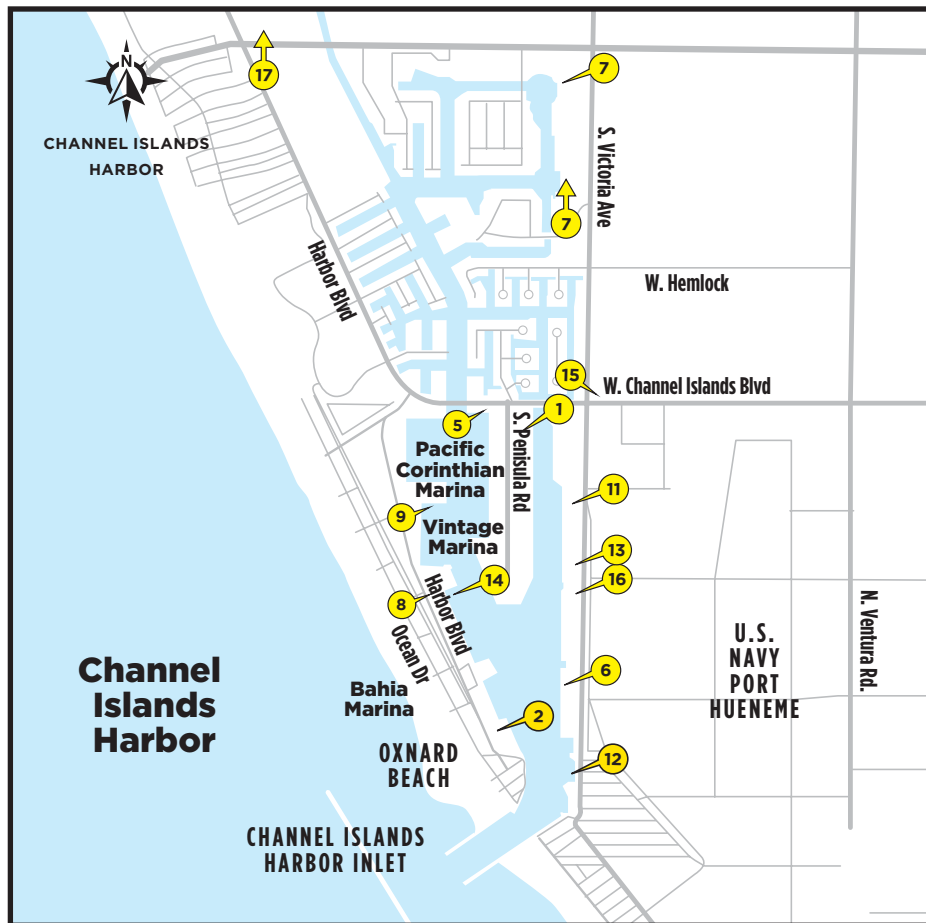 N
17
7
CHANNEL ISLANDS
HARBOR
S. Victoria Ave
7
Harbor Blvd
W. Hemlock
15
W. Channel Islands Blvd
5
1
S. Penisula Rd
Pacific
Corinthian
Marina
11
9
Vintage
Marina
13
14
16
8
Harbor Blvd
Ocean Dr
N. Ventura Rd.
U.S.
NAVY
PORT
HUENEME
Channel
Islands
Harbor
6
Bahia
Marina
2
OXNARD
BEACH
12
CHANNEL ISLANDS
HARBOR INLET